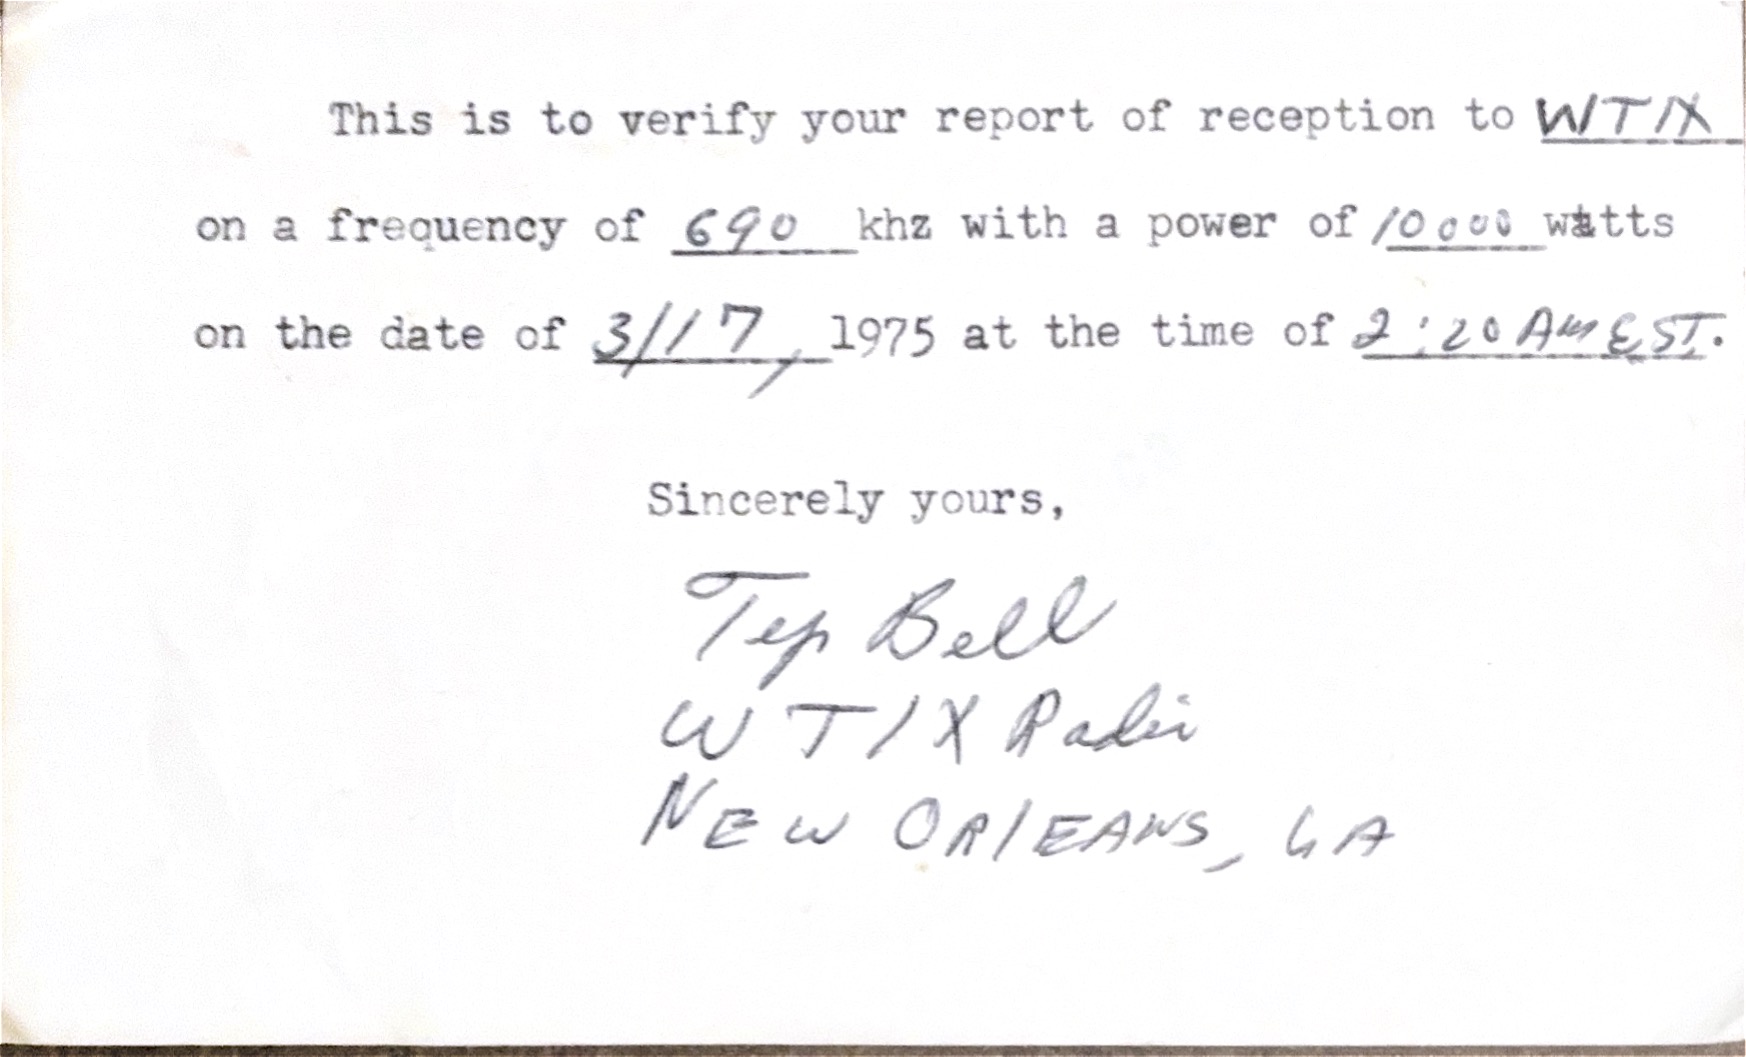 This is to verify your report of reception to WTIX
on a frequency of 690 khz with a power of 10000 watts
on the date of 3/17, 1975 at the time of 2:20 AM EST.
Sincerely yours,
Tep Bell
WTIX Radio
NEW ORLEANS, LA